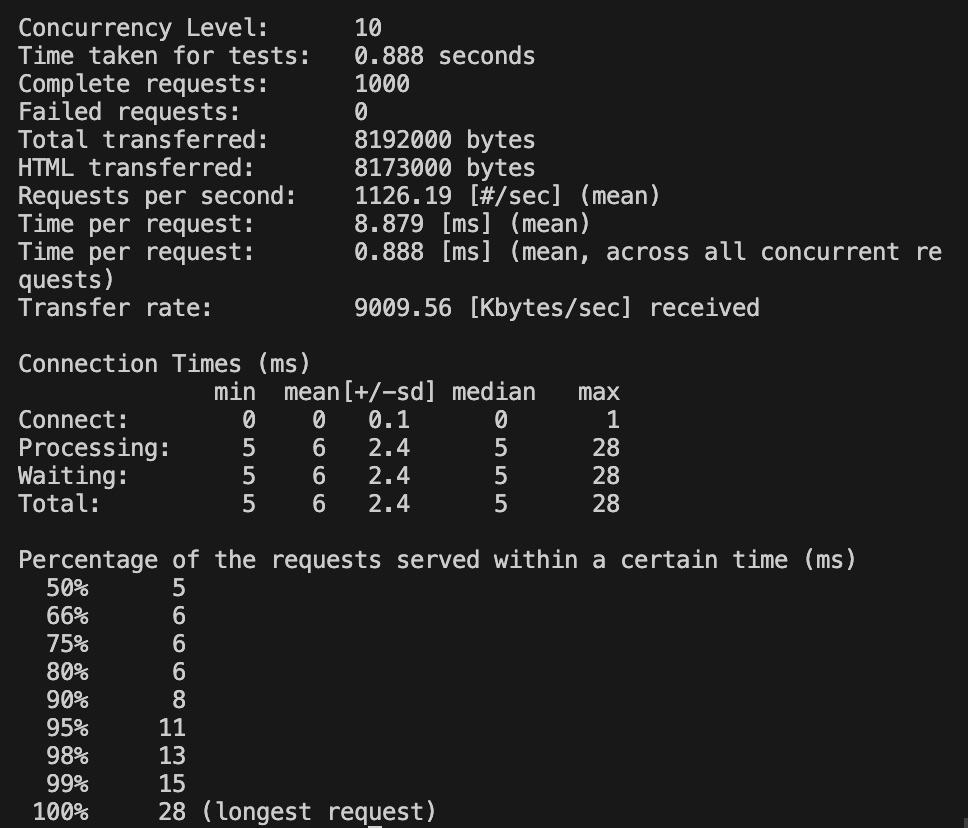 Concurrency Level:      10
Time taken for tests:   0.888 seconds
Complete requests:      1000
Failed requests:        0
Total transferred:      8192000 bytes
HTML transferred:       8173000 bytes
Requests per second:    1126.19 [#/sec] (mean)
Time per request:       8.879 [ms] (mean)
Time per request:       0.888 [ms] (mean, across all concurrent re
quests)
Transfer rate:          9009.56 [Kbytes/sec] received

Connection Times (ms)
              min  mean[+/-sd] median   max
Connect:        0    0   0.1      0       1
Processing:     5    6   2.4      5      28
Waiting:        5    6   2.4      5      28
Total:          5    6   2.4      5      28

Percentage of the requests served within a certain time (ms)
  50%      5
  66%      6
  75%      6
  80%      6
  90%      8
  95%     11
  98%     13
  99%     15
 100%     28 (longest request)